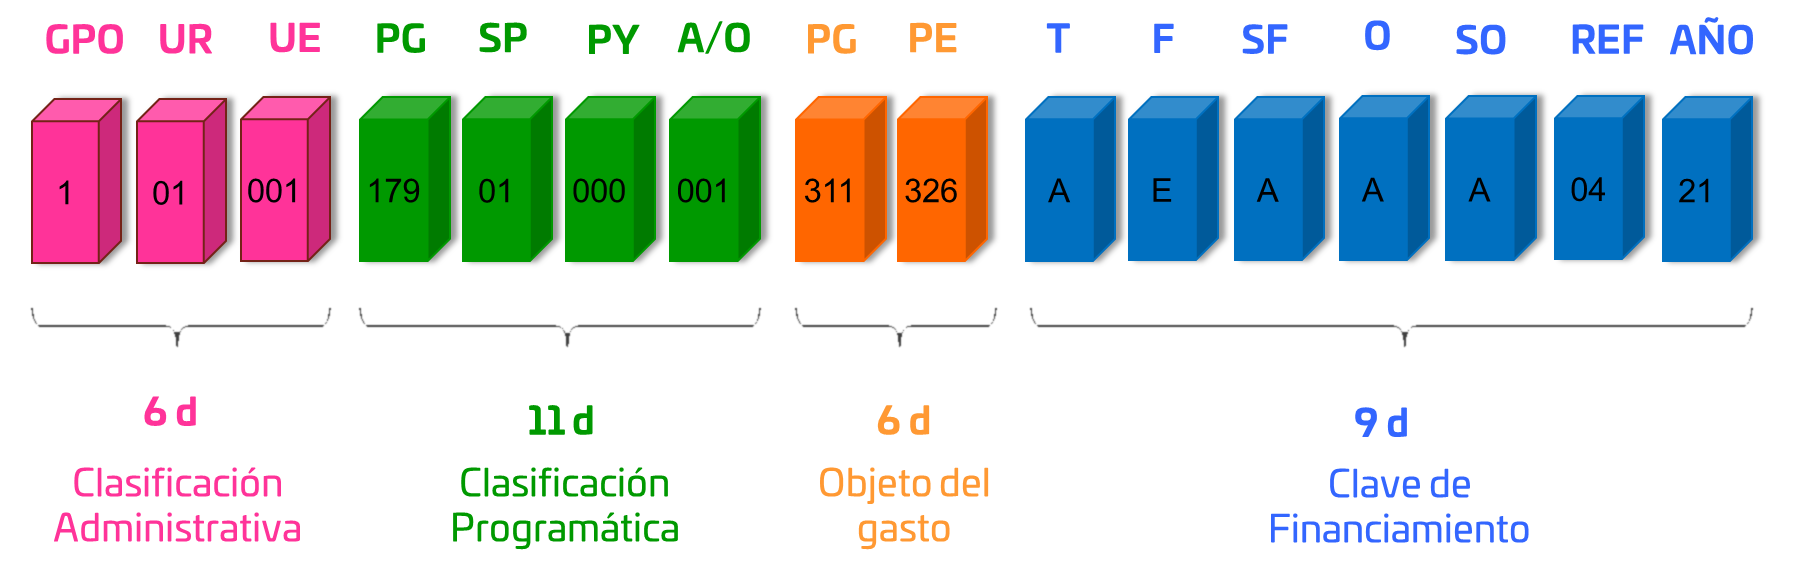 GPO UR UE PG SP PY A/O PG PE T F SF O SO REF AÑO
1 01 001 179 01 000 001 311 326 A E A A A 04 21
6 d
Clasificación
Administrativa
11 d
Clasificación
Programática
6 d
Objeto del
gasto
9 d
Clave de
Financiamiento